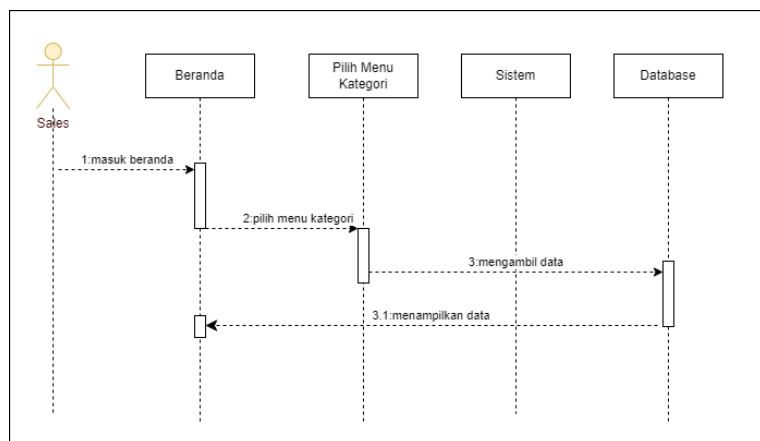 Beranda
Pilih Menu
Kategori
Sistem
Database
Sales
1:masuk beranda
2:pilih menu kategori
3:mengambil data
3.1:menampilkan data